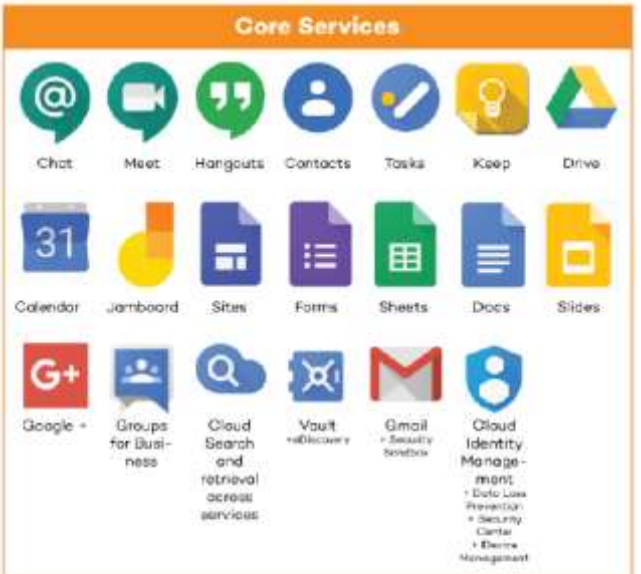 Core Services
@
Chat Meet Hangouts Contacts Tasks Keep Drive
31
Calendar Jamboard Sites Forms Sheets Docs Slides
G+
Google +
Groups
for Busi-
ness
Cloud
Search
and
retrieval
across
services
Vault
+eDiscovery
Gmail
+ Security
Sandbox
Cloud
Identity
Manage-
ment
+ Data Loss
Prevention
+ Security
Center
+ Device
Management